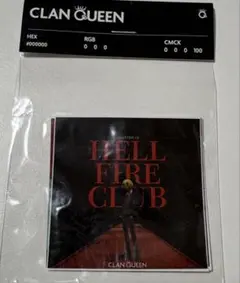 CLAN QUEEN
HEX
#000000
RGB
0 0 0
CMCK
0 0 0 100
HELL
FIRE
CLUB
CLAN QUEEN